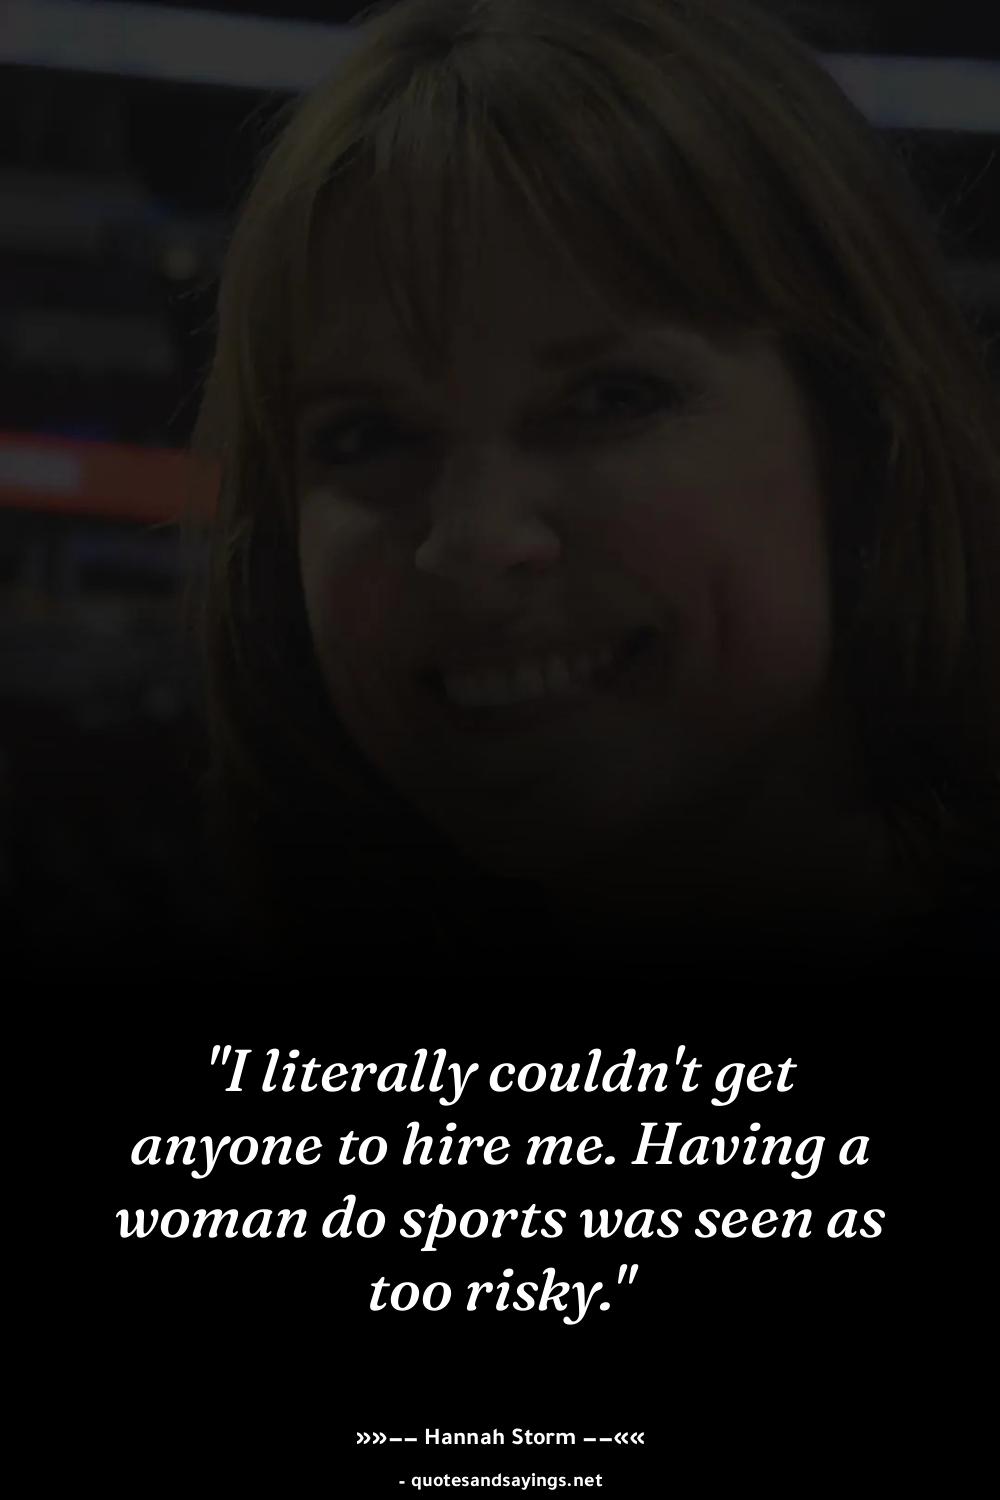 "I literally couldn't get
anyone to hire me. Having a
woman do sports was seen as
too risky."
»»−− Hannah Storm −−««
- quotesandsayings.net